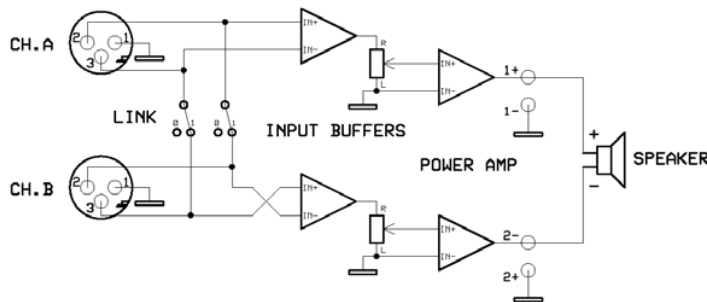 CH.A
2
1
3
IN+
IN-
R
L
IN+
IN-
1+
1-
LINK
0
1
0
1
INPUT BUFFERS
POWER AMP
+
-
SPEAKER
CH.B
2
1
3
IN+
IN-
R
L
IN+
IN-
2-
2+